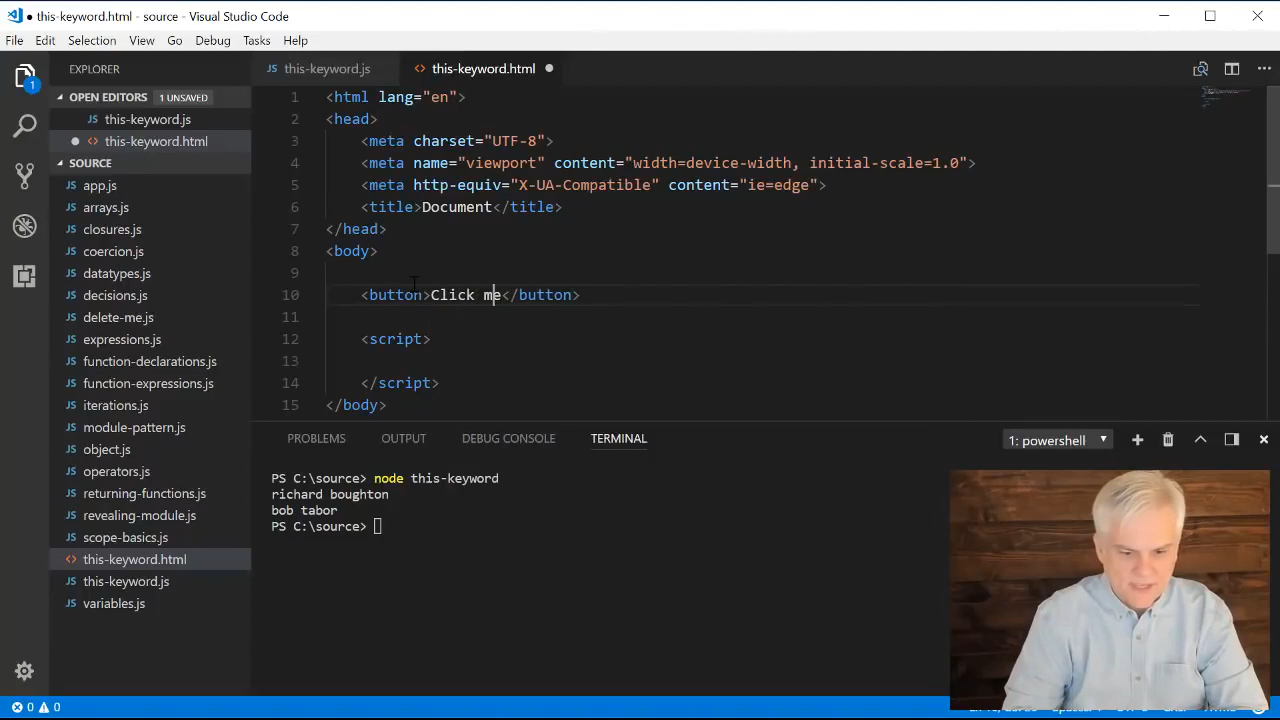 this-keyword.html - source - Visual Studio Code
File Edit Selection View Go Debug Tasks Help
EXPLORER
OPEN EDITORS 1 UNSAVED
JS this-keyword.js
<> this-keyword.html
SOURCE
JS app.js
JS arrays.js
JS closures.js
JS coercion.js
JS datatypes.js
JS decisions.js
JS delete-me.js
JS expressions.js
JS function-declarations.js
JS function-expressions.js
JS iterations.js
JS module-pattern.js
JS object.js
JS operators.js
JS returning-functions.js
JS revealing-module.js
JS scope-basics.js
<> this-keyword.html
JS this-keyword.js
JS variables.js
JS this-keyword.js <> this-keyword.html
1 <html lang="en">
2 <head>
3 <meta charset="UTF-8">
4 <meta name="viewport" content="width=device-width, initial-scale=1.0">
5 <meta http-equiv="X-UA-Compatible" content="ie=edge">
6 <title>Document</title>
7 </head>
8 <body>
9
10 <button>Click me</button>
11
12 <script>
13
14 </script>
15 </body>
PROBLEMS OUTPUT DEBUG CONSOLE TERMINAL 1: powershell
PS C:\source> node this-keyword
richard boughton
bob tabor
PS C:\source>
1
0 0